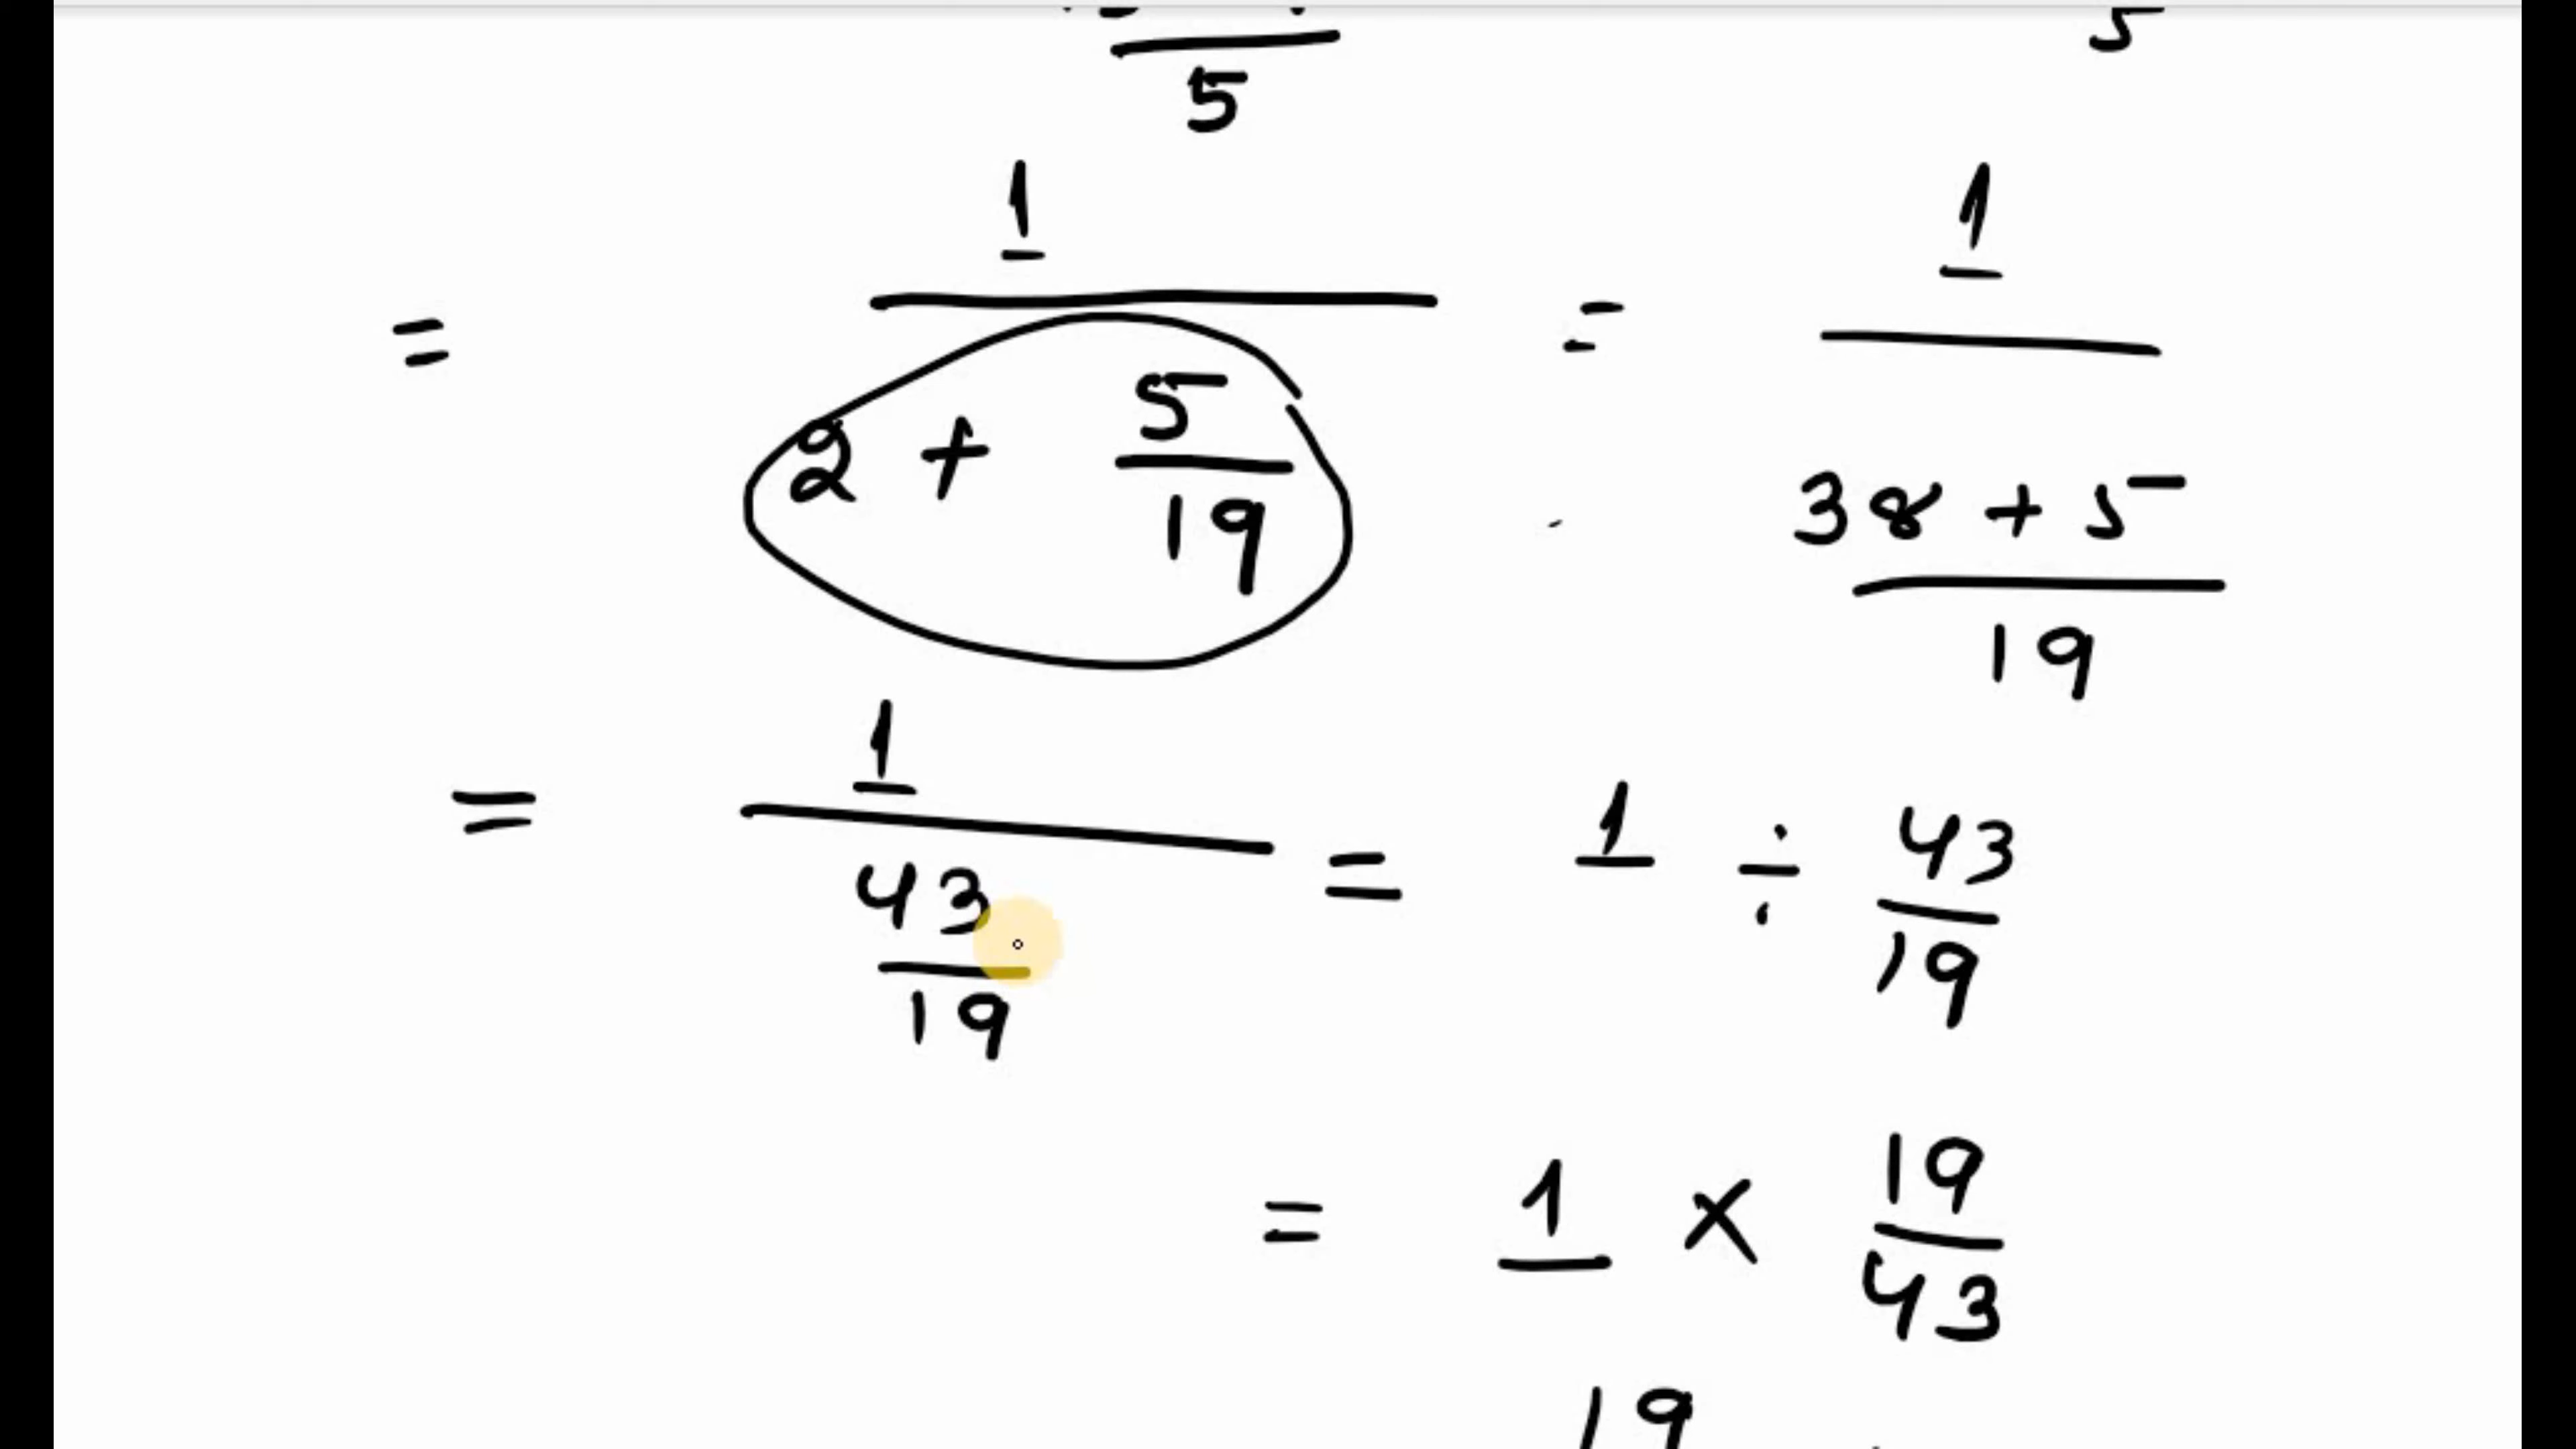 5 5
= 1 / (2 + 5/19) = 1 / ((38 + 5)/19)
= 1 / (43/19) = 1 ÷ 43/19
= 1 × 19/43
19